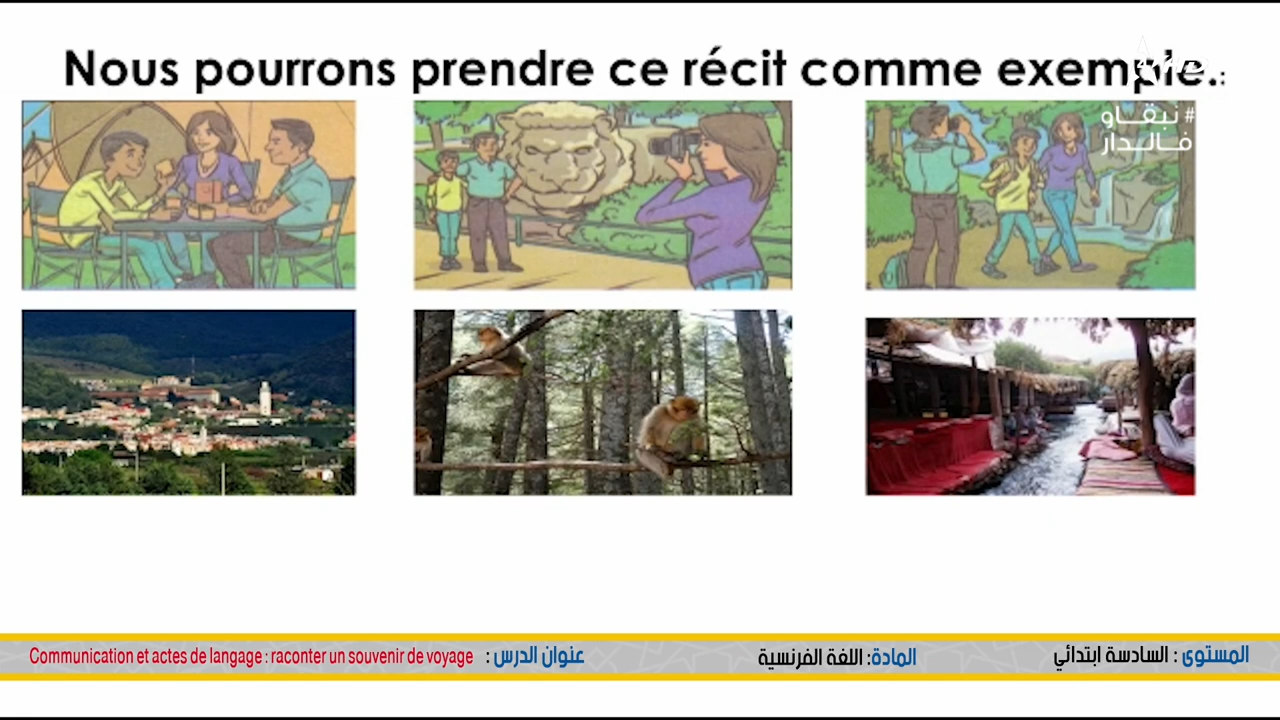 Nous pourrons prendre ce récit comme exemple.:
# نبقاو
فالدار
Communication et actes de langage : raconter un souvenir de voyage : عنوان الدرس
المادة: اللغة الفرنسية
المستوى : السادسة ابتدائي